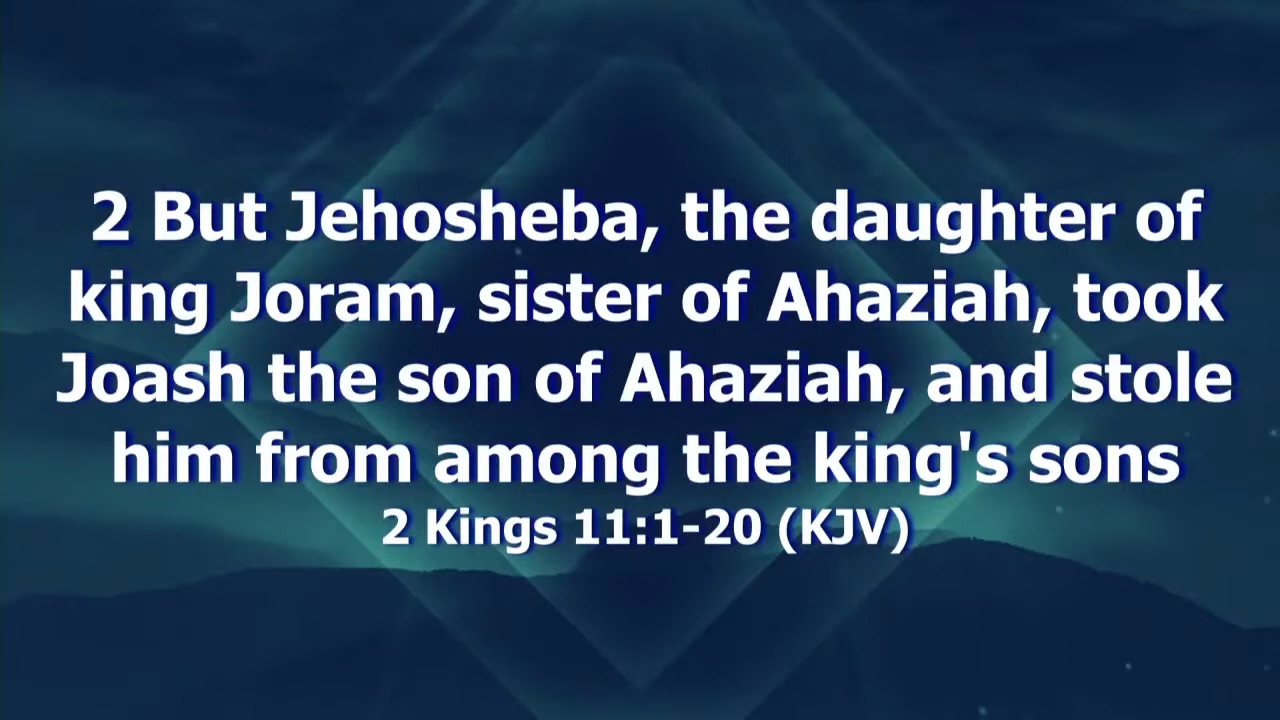 2 But Jehosheba, the daughter of
king Joram, sister of Ahaziah, took
Joash the son of Ahaziah, and stole
him from among the king's sons
2 Kings 11:1-20 (KJV)